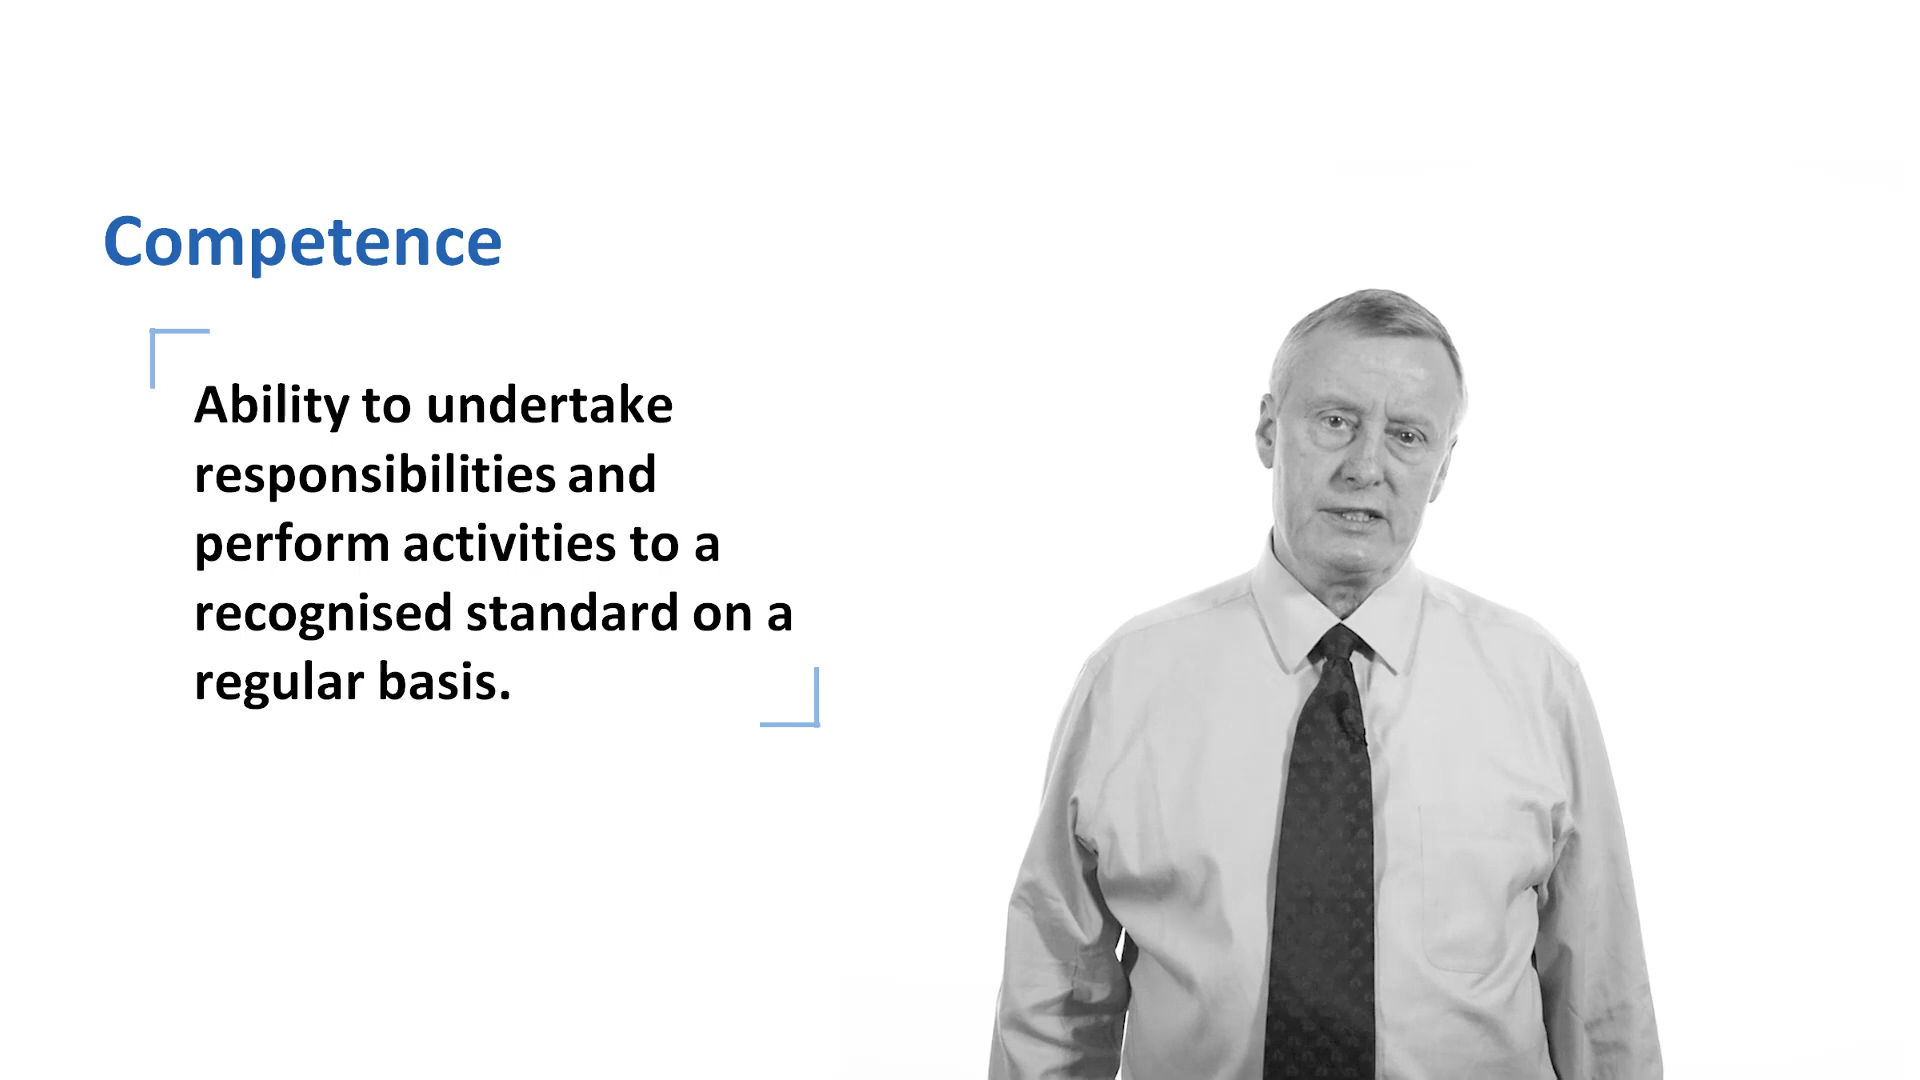 Competence
Ability to undertake
responsibilities and
perform activities to a
recognised standard on a
regular basis.